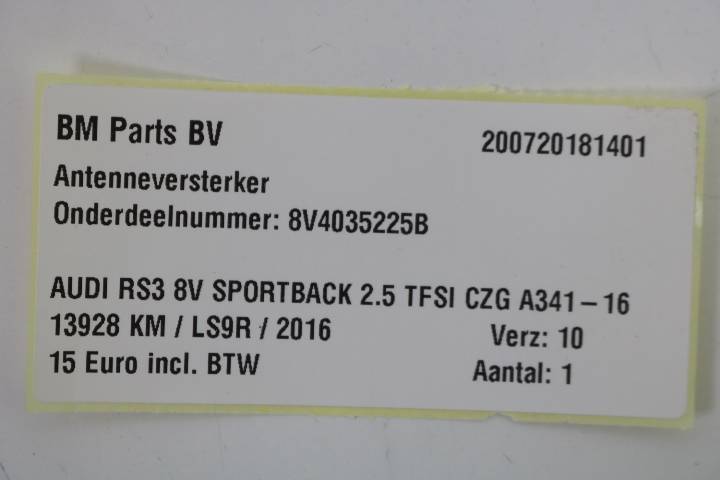 BM Parts BV 200720181401
Antenneversterker
Onderdeelnummer: 8V4035225B
AUDI RS3 8V SPORTBACK 2.5 TFSI CZG A341-16
13928 KM / LS9R / 2016 Verz: 10
15 Euro incl. BTW Aantal: 1